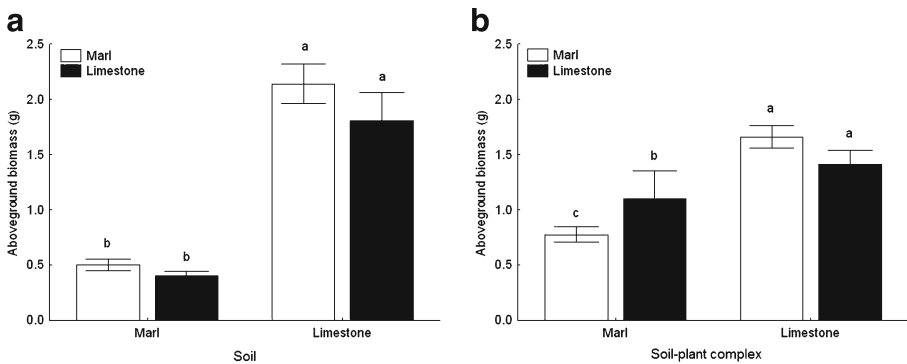 a
b
2.5
2.0
1.5
1.0
0.5
0.0
Aboveground biomass (g)
Marl
Limestone
b
b
a
a
Marl
Limestone
Soil
2.5
2.0
1.5
1.0
0.5
0.0
Aboveground biomass (g)
Marl
Limestone
c
b
a
a
Marl
Limestone
Soil-plant complex